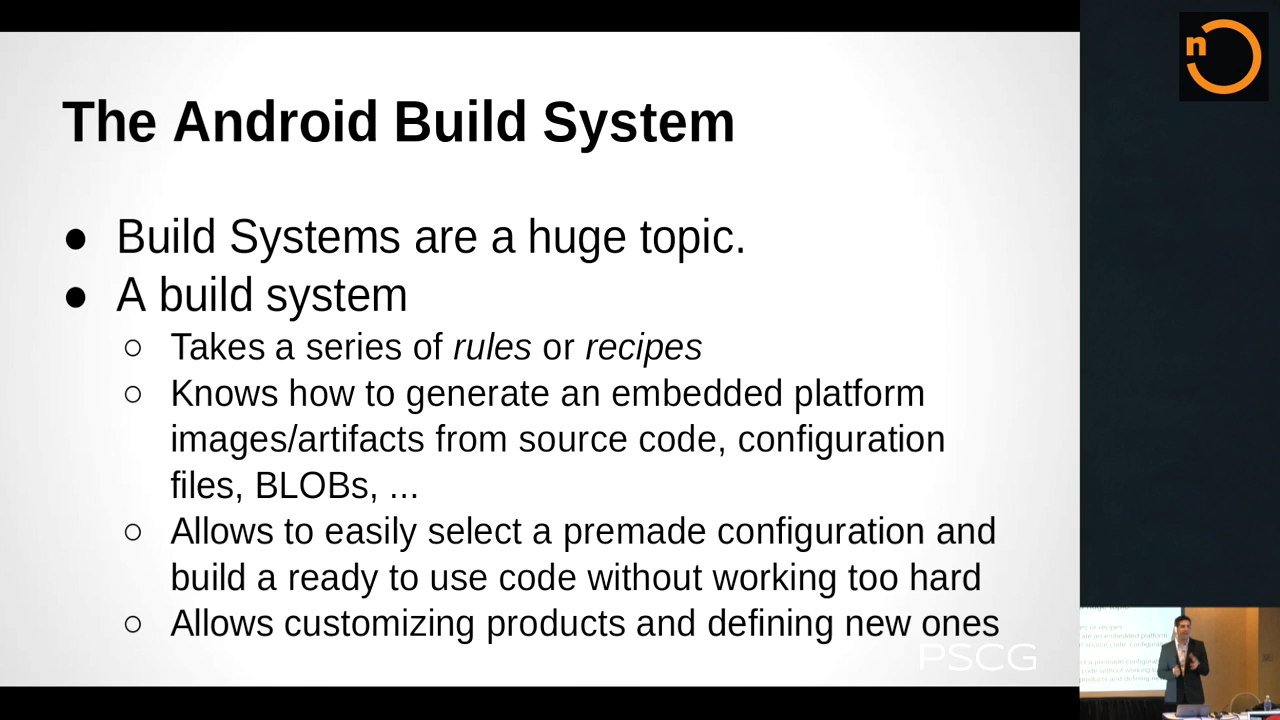 The Android Build System
● Build Systems are a huge topic.
● A build system
○ Takes a series of rules or recipes
○ Knows how to generate an embedded platform
images/artifacts from source code, configuration
files, BLOBs, ...
○ Allows to easily select a premade configuration and
build a ready to use code without working too hard
○ Allows customizing products and defining new ones
PSCG
n